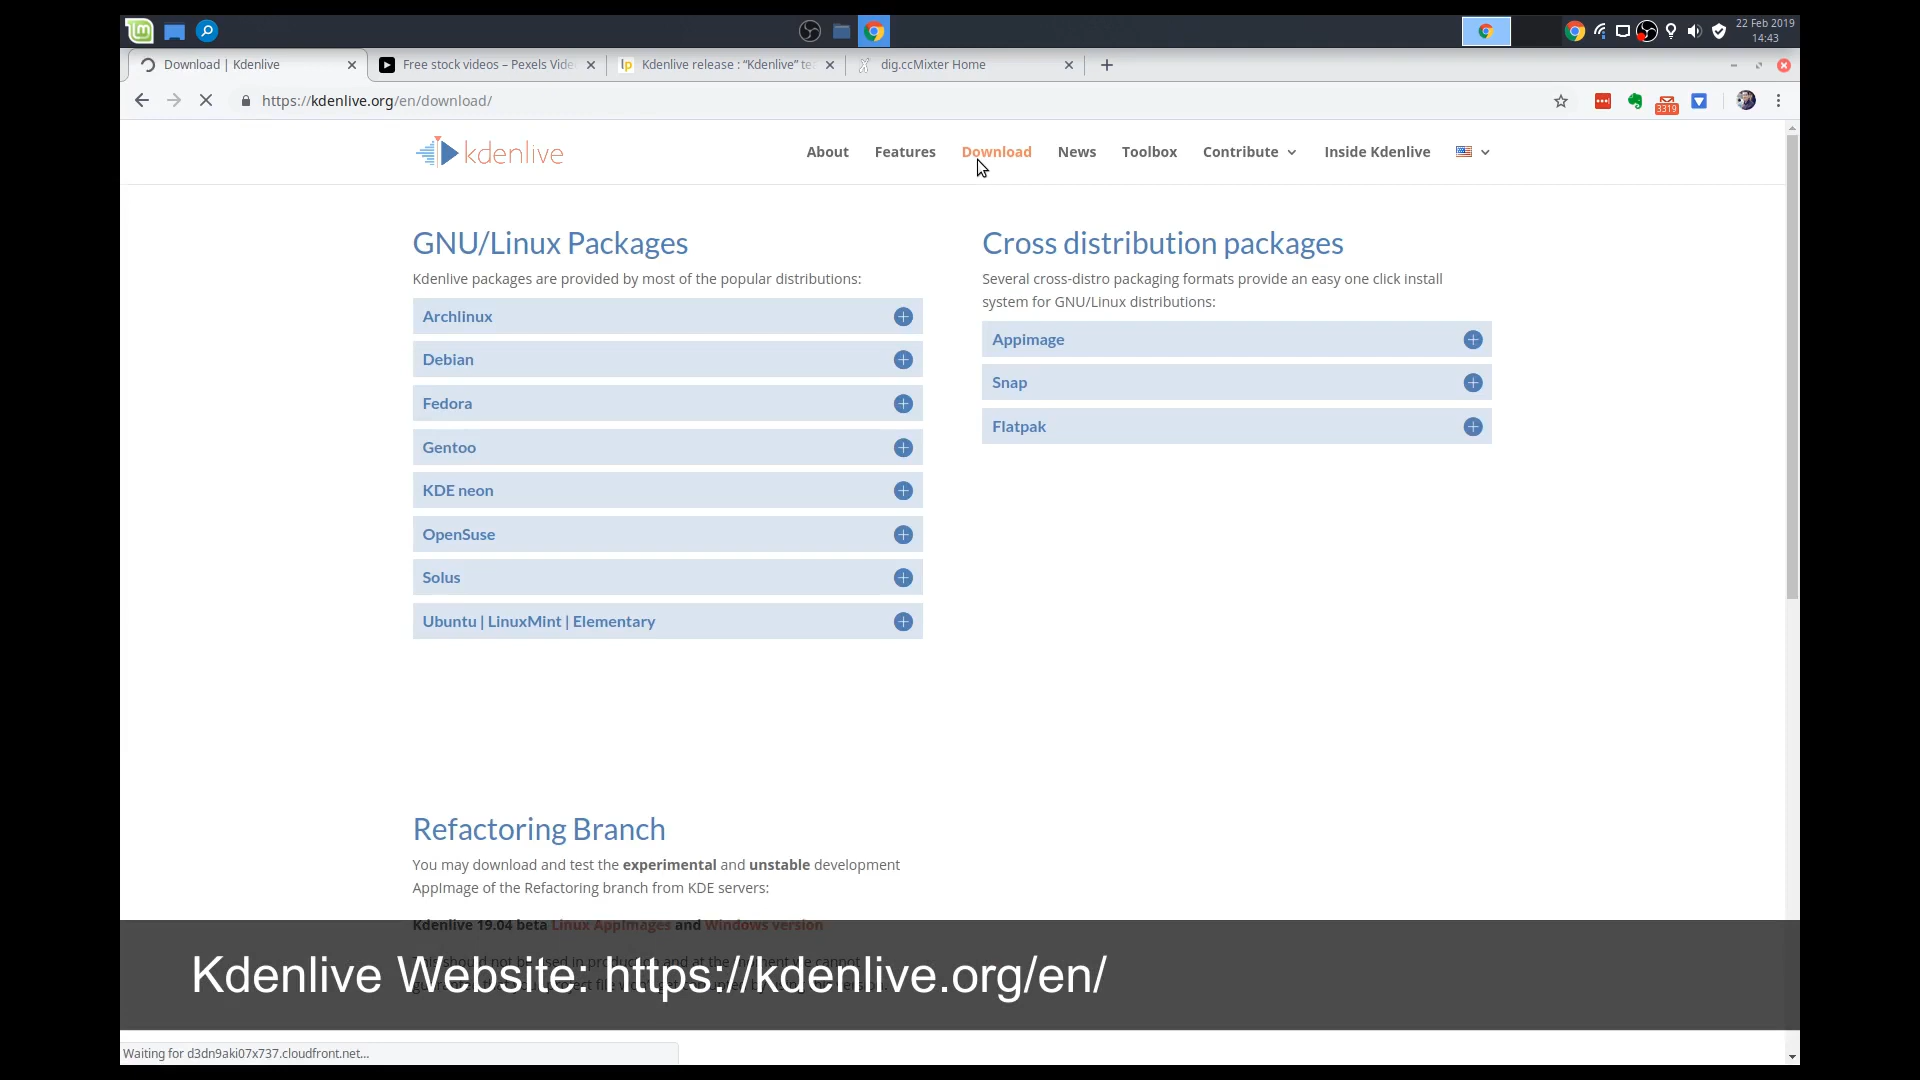 22 Feb 2019
14:43
Download | Kdenlive
Free stock videos – Pexels Vide
Kdenlive release : “Kdenlive” te
dig.ccMixter Home
https://kdenlive.org/en/download/
3319
kdenlive
About
Features
Download
News
Toolbox
Contribute
Inside Kdenlive
GNU/Linux Packages
Kdenlive packages are provided by most of the popular distributions:
Archlinux
Debian
Fedora
Gentoo
KDE neon
OpenSuse
Solus
Ubuntu | LinuxMint | Elementary
Cross distribution packages
Several cross-distro packaging formats provide an easy one click install
system for GNU/Linux distributions:
Appimage
Snap
Flatpak
Refactoring Branch
You may download and test the experimental and unstable development
AppImage of the Refactoring branch from KDE servers:
Kdenlive 19.04 beta Linux AppImages and Windows version
Kdenlive Website: https://kdenlive.org/en/
Waiting for d3dn9aki07x737.cloudfront.net...